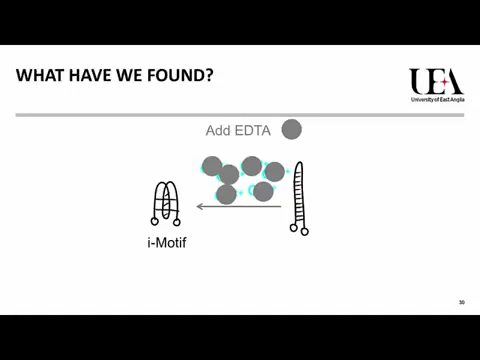 WHAT HAVE WE FOUND?
UEA
University of East Anglia
Add EDTA
i-Motif
30